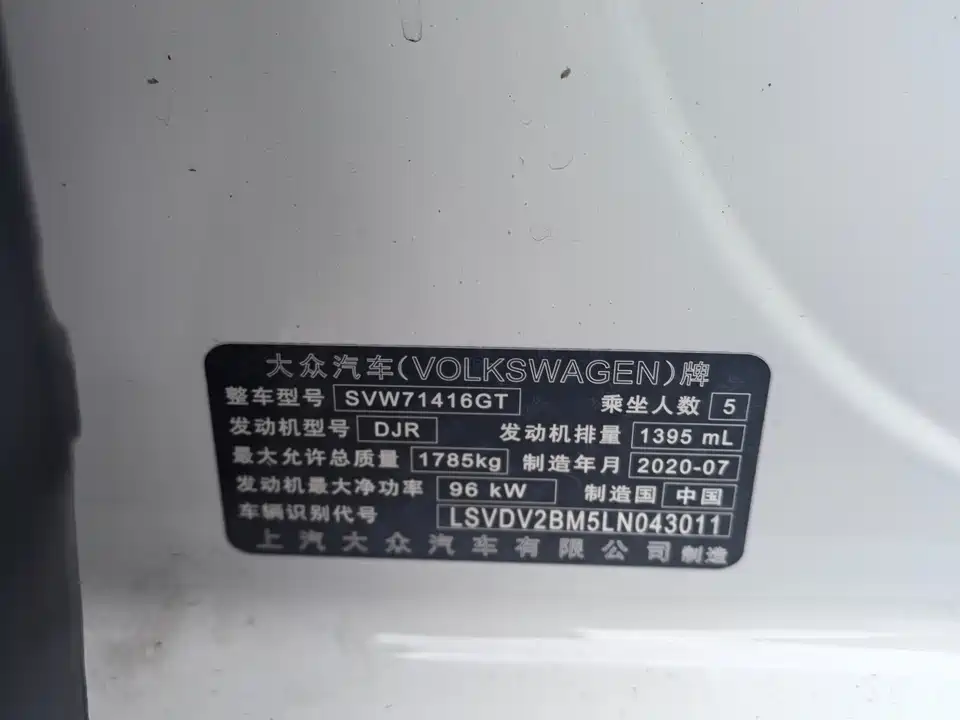 大众汽车(VOLKSWAGEN)牌
整车型号 SVW71416GT 乘坐人数 5
发动机型号 DJR 发动机排量 1395 mL
最大允许总质量 1785kg 制造年月 2020-07
发动机最大净功率 96 kW 制造国 中国
车辆识别代号 LSVDV2BM5LN043011
上汽大众汽车有限公司制造